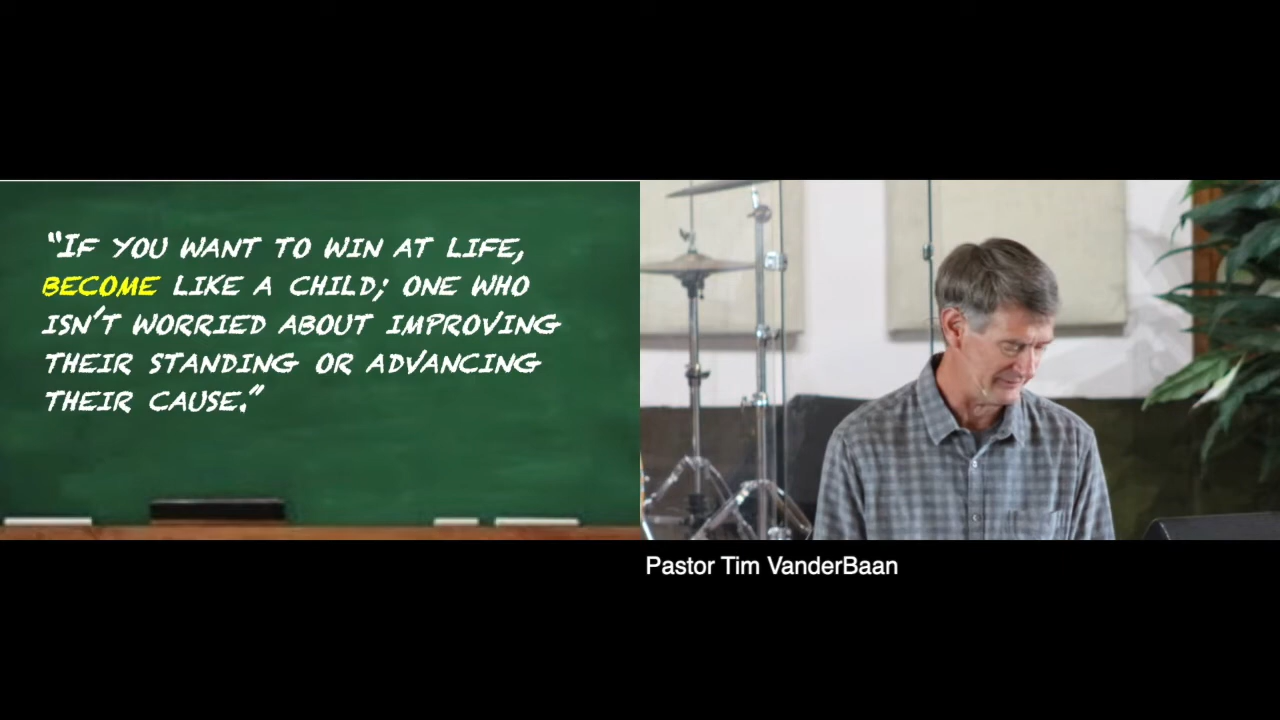 "IF YOU WANT TO WIN AT LIFE,
BECOME LIKE A CHILD; ONE WHO
ISN'T WORRIED ABOUT IMPROVING
THEIR STANDING OR ADVANCING
THEIR CAUSE."
Pastor Tim VanderBaan